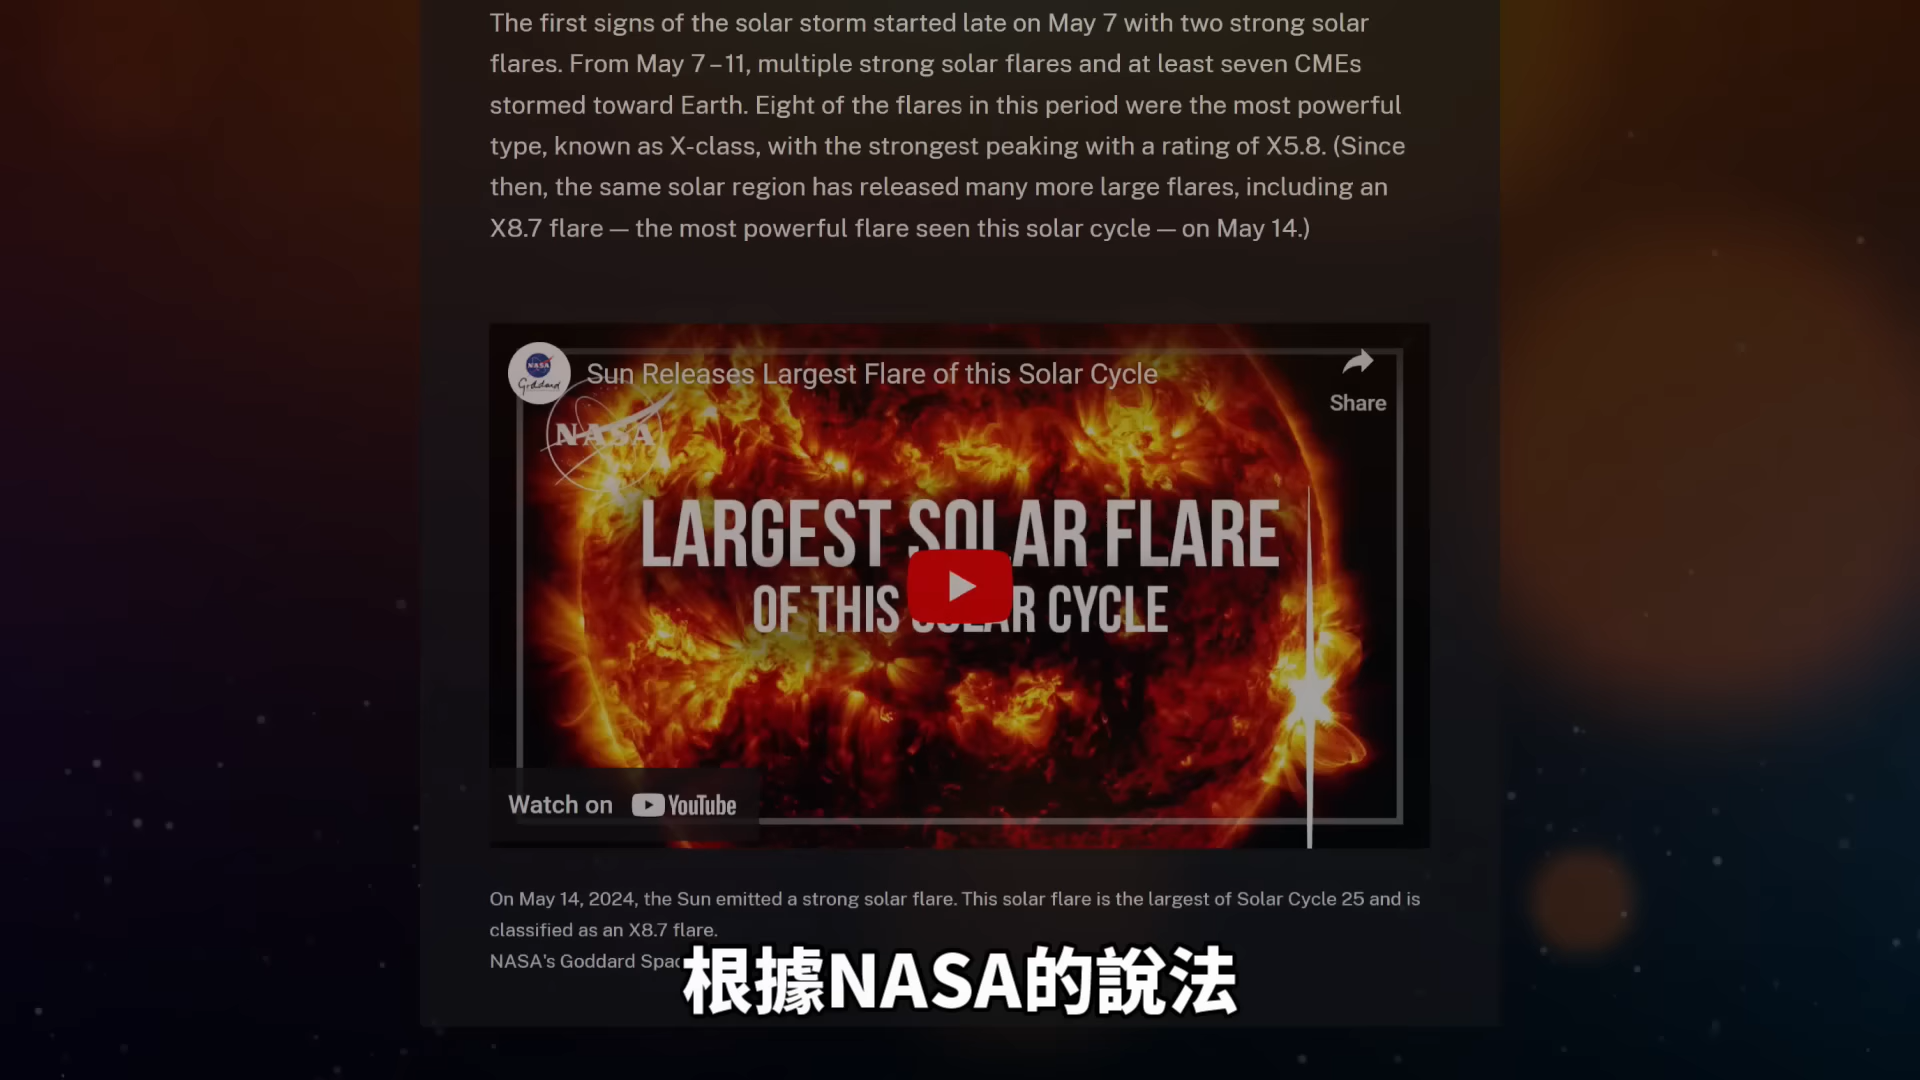 The first signs of the solar storm started late on May 7 with two strong solar
flares. From May 7–11, multiple strong solar flares and at least seven CMEs
stormed toward Earth. Eight of the flares in this period were the most powerful
type, known as X-class, with the strongest peaking with a rating of X5.8. (Since
then, the same solar region has released many more large flares, including an
X8.7 flare — the most powerful flare seen this solar cycle — on May 14.)
NASA
Goddard
Sun Releases Largest Flare of this Solar Cycle
Share
NASA
LARGEST SOLAR FLARE
OF THIS SOLAR CYCLE
Watch on YouTube
On May 14, 2024, the Sun emitted a strong solar flare. This solar flare is the largest of Solar Cycle 25 and is
classified as an X8.7 flare.
NASA's Goddard Spac
根據NASA的說法